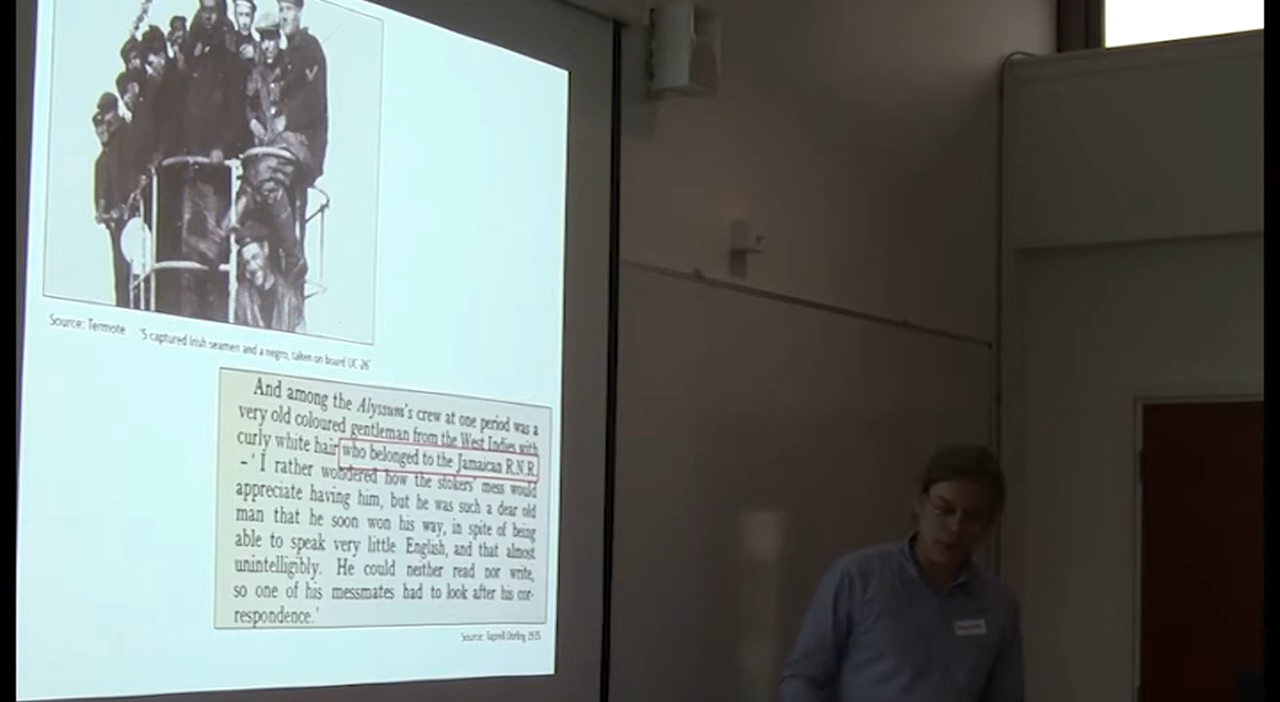 Source: Termote '5 captured Irish seamen and a negro, taken on board UC-26'
And among the Alyssum's crew at one period was a
very old coloured gentleman from the West Indies with
curly white hair who belonged to the Jamaican R.N.R.
–' I rather wondered how the stokers' mess would
appreciate having him, but he was such a dear old
man that he soon won his way, in spite of being
able to speak very little English, and that almost
unintelligibly. He could neither read nor write,
so one of his messmates had to look after his cor-
respondence.'
Source: Taprell Dorling 1935